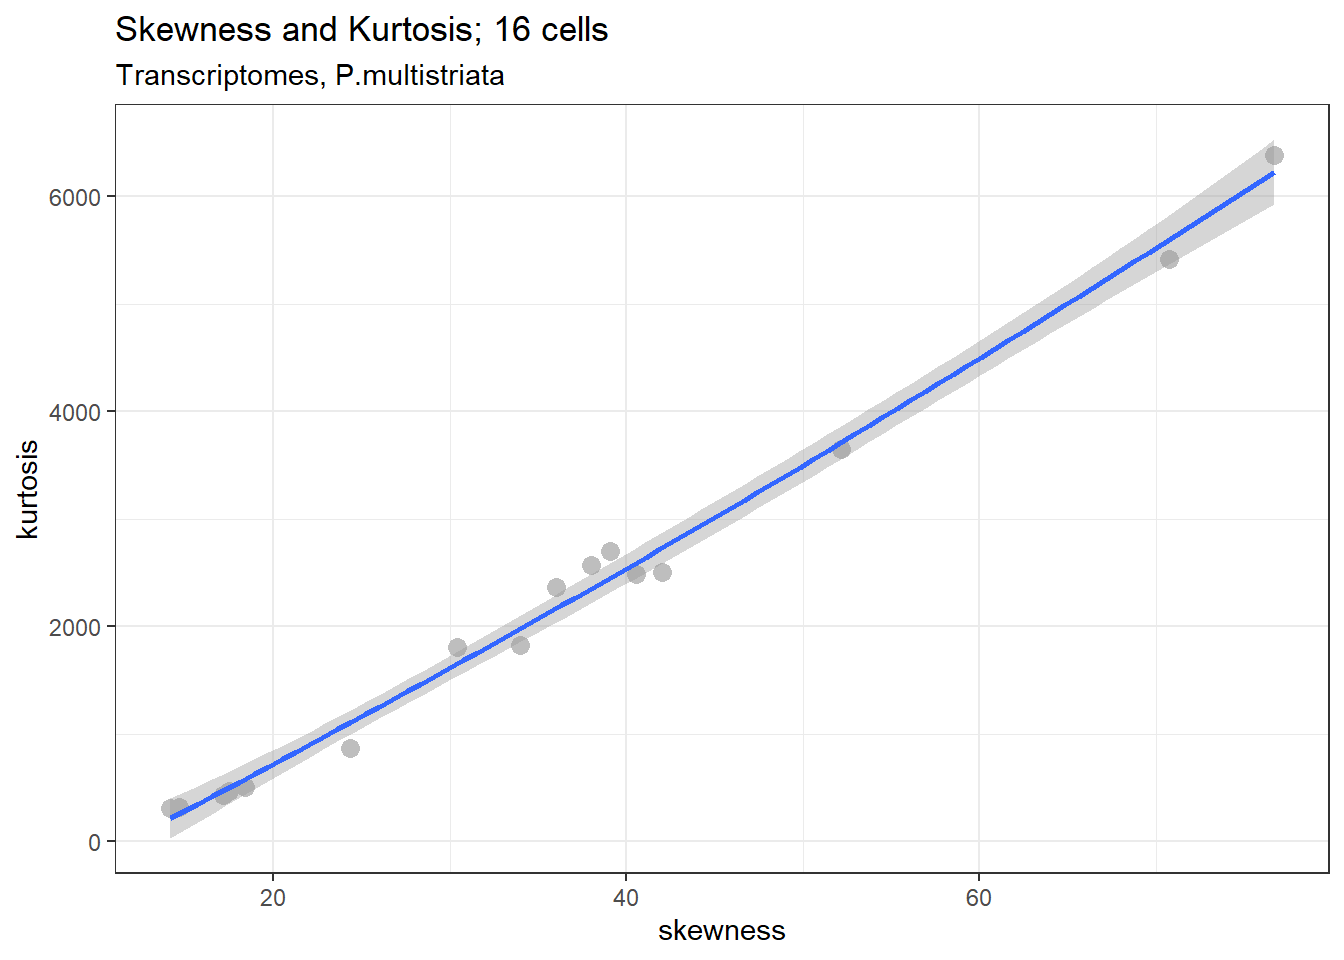 Skewness and Kurtosis; 16 cells
Transcriptomes, P.multistriata
6000
4000
2000
0
kurtosis
20 40 60
skewness